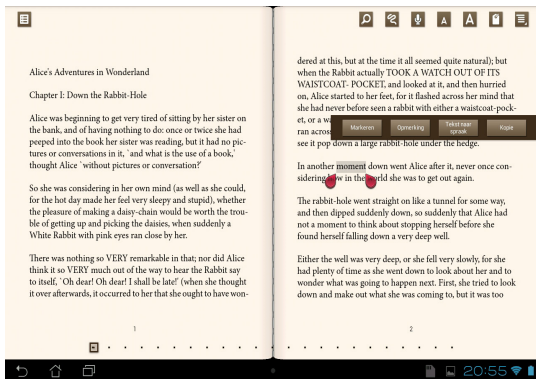 Alice's Adventures in Wonderland
Chapter I: Down the Rabbit-Hole
Alice was beginning to get very tired of sitting by her sister on
the bank, and of having nothing to do: once or twice she had
peeped into the book her sister was reading, but it had no pic-
tures or conversations in it, `and what is the use of a book,'
thought Alice `without pictures or conversation?'
So she was considering in her own mind (as well as she could,
for the hot day made her feel very sleepy and stupid), whether
the pleasure of making a daisy-chain would be worth the trou-
ble of getting up and picking the daisies, when suddenly a
White Rabbit with pink eyes ran close by her.
There was nothing so VERY remarkable in that; nor did Alice
think it so VERY much out of the way to hear the Rabbit say
to itself, `Oh dear! Oh dear! I shall be late!' (when she thought
it over afterwards, it occurred to her that she ought to have won-
1
A A
dered at this, but at the time it all seemed quite natural); but
when the Rabbit actually TOOK A WATCH OUT OF ITS
WAISTCOAT- POCKET, and looked at it, and then hurried
on, Alice started to her feet, for it flashed across her mind that
she had never before seen a rabbit with either a waistcoat-pock-
et, or a wa
Markeren Opmerking Tekst naar spraak Kopie
ran across
see it pop down a large rabbit-hole under the hedge.
In another moment down went Alice after it, never once con-
sidering how in the world she was to get out again.
The rabbit-hole went straight on like a tunnel for some way,
and then dipped suddenly down, so suddenly that Alice had
not a moment to think about stopping herself before she
found herself falling down a very deep well.
Either the well was very deep, or she fell very slowly, for she
had plenty of time as she went down to look about her and to
wonder what was going to happen next. First, she tried to look
down and make out what she was coming to, but it was too
2
20:55